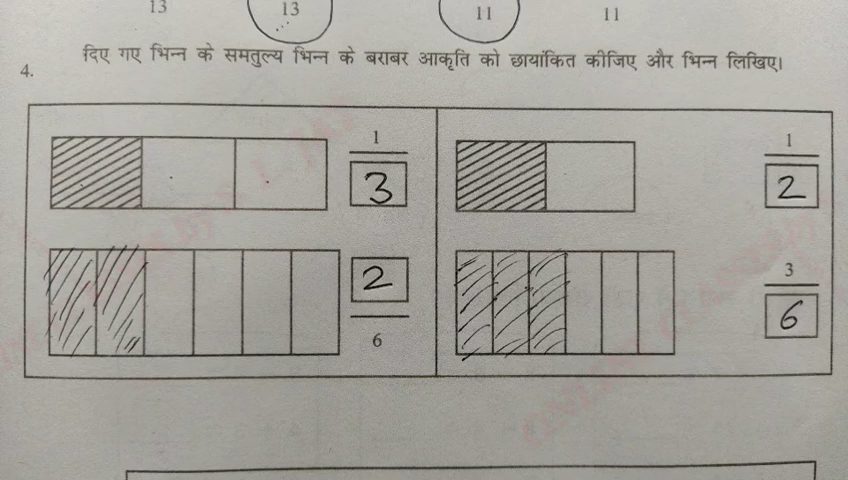 13 13 11 11
4. दिए गए भिन्न के समतुल्य भिन्न के बराबर आकृति को छायांकित कीजिए और भिन्न लिखिए।
1 1
3 2
2 3
6 6